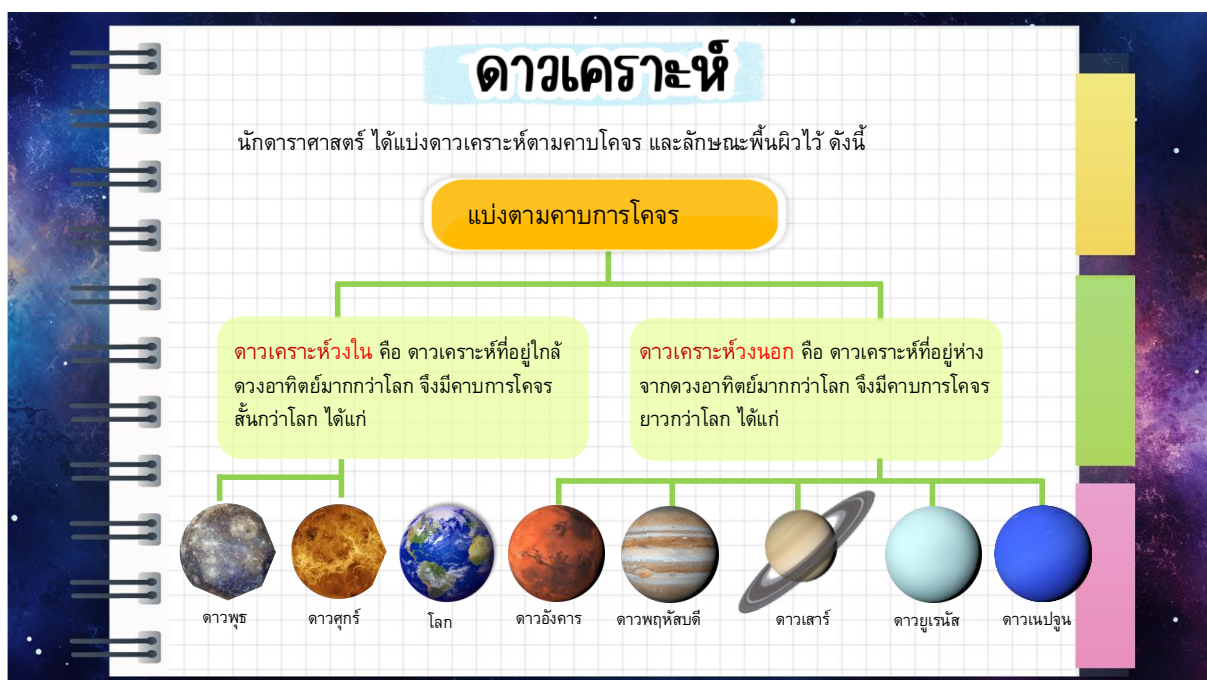 ดาวเคราะห์
นักดาราศาสตร์ ได้แบ่งดาวเคราะห์ตามคาบโคจร และลักษณะพื้นผิวไว้ ดังนี้
แบ่งตามคาบการโคจร
ดาวเคราะห์วงใน คือ ดาวเคราะห์ที่อยู่ใกล้
ดวงอาทิตย์มากกว่าโลก จึงมีคาบการโคจร
สั้นกว่าโลก ได้แก่
ดาวเคราะห์วงนอก คือ ดาวเคราะห์ที่อยู่ห่าง
จากดวงอาทิตย์มากกว่าโลก จึงมีคาบการโคจร
ยาวกว่าโลก ได้แก่
ดาวพุธ ดาวศุกร์ โลก ดาวอังคาร ดาวพฤหัสบดี ดาวเสาร์ ดาวยูเรนัส ดาวเนปจูน